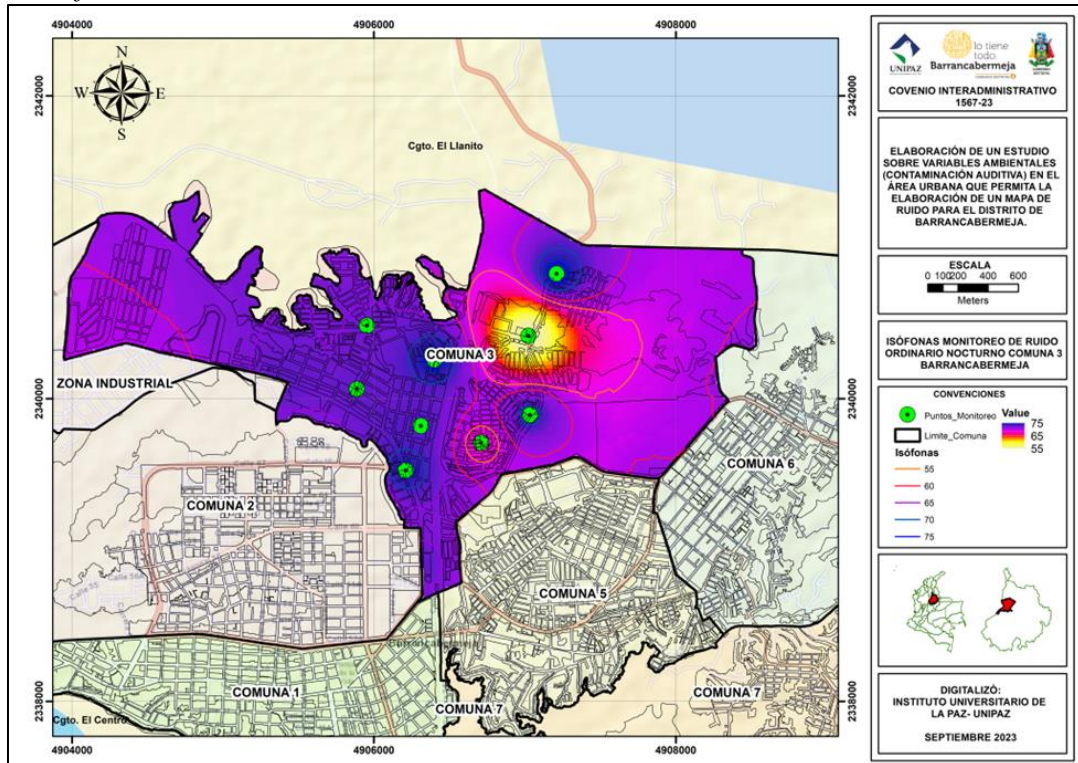 4904000
4906000
4908000
2342000
2342000
N
W
E
S
Cgto. El Llanito
COMUNA 3
2340000
2340000
ZONA INDUSTRIAL
COMUNA 6
COMUNA 2
Calle 55
COMUNA 5
Barrancabermeja
COMUNA 1
COMUNA 7
COMUNA 7
Cgto. El Centro
2338000
2338000
4904000
4906000
4908000
UNIPAZ
lo tiene
todo.
Barrancabermeja
COVENIO INTERADMINISTRATIVO
1567-23
ELABORACIÓN DE UN ESTUDIO
SOBRE VARIABLES AMBIENTALES
(CONTAMINACIÓN AUDITIVA) EN EL
ÁREA URBANA QUE PERMITA LA
ELABORACIÓN DE UN MAPA DE
RUIDO PARA EL DISTRITO DE
BARRANCABERMEJA.
ESCALA
0 100200 400 600
Meters
ISÓFONAS MONITOREO DE RUIDO
ORDINARIO NOCTURNO COMUNA 3
BARRANCABERMEJA
CONVENCIONES
Puntos_Monitoreo
Limite_Comuna
Value
75
65
55
Isófonas
55
60
65
70
75
DIGITALIZÓ:
INSTITUTO UNIVERSITARIO DE
LA PAZ- UNIPAZ
SEPTIEMBRE 2023